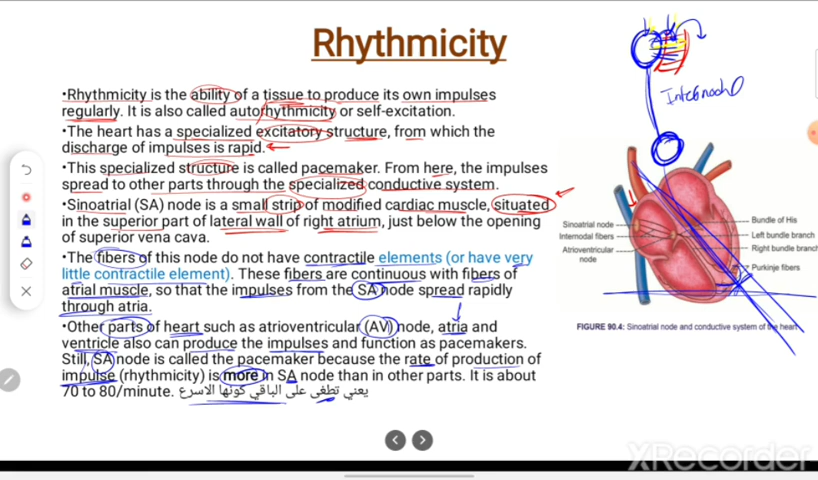 Rhythmicity
•Rhythmicity is the ability of a tissue to produce its own impulses
regularly. It is also called autorhythmicity or self-excitation.
•The heart has a specialized excitatory structure, from which the
discharge of impulses is rapid.
•This specialized structure is called pacemaker. From here, the impulses
spread to other parts through the specialized conductive system.
•Sinoatrial (SA) node is a small strip of modified cardiac muscle, situated
in the superior part of lateral wall of right atrium, just below the opening
of superior vena cava.
•The fibers of this node do not have contractile elements (or have very
little contractile element). These fibers are continuous with fibers of
atrial muscle, so that the impulses from the SA node spread rapidly
through atria.
•Other parts of heart such as atrioventricular (AV) node, atria and
ventricle also can produce the impulses and function as pacemakers.
Still, SA node is called the pacemaker because the rate of production of
impulse (rhythmicity) is more in SA node than in other parts. It is about
70 to 80/minute. يعني تطغى على الباقي كونها الاسرع
Sinoatrial node
Internodal fibers
Atrioventricular
node
Bundle of His
Left bundle branch
Right bundle branch
Purkinje fibers
FIGURE 90.4: Sinoatrial node and conductive system of the heart
XRecorder